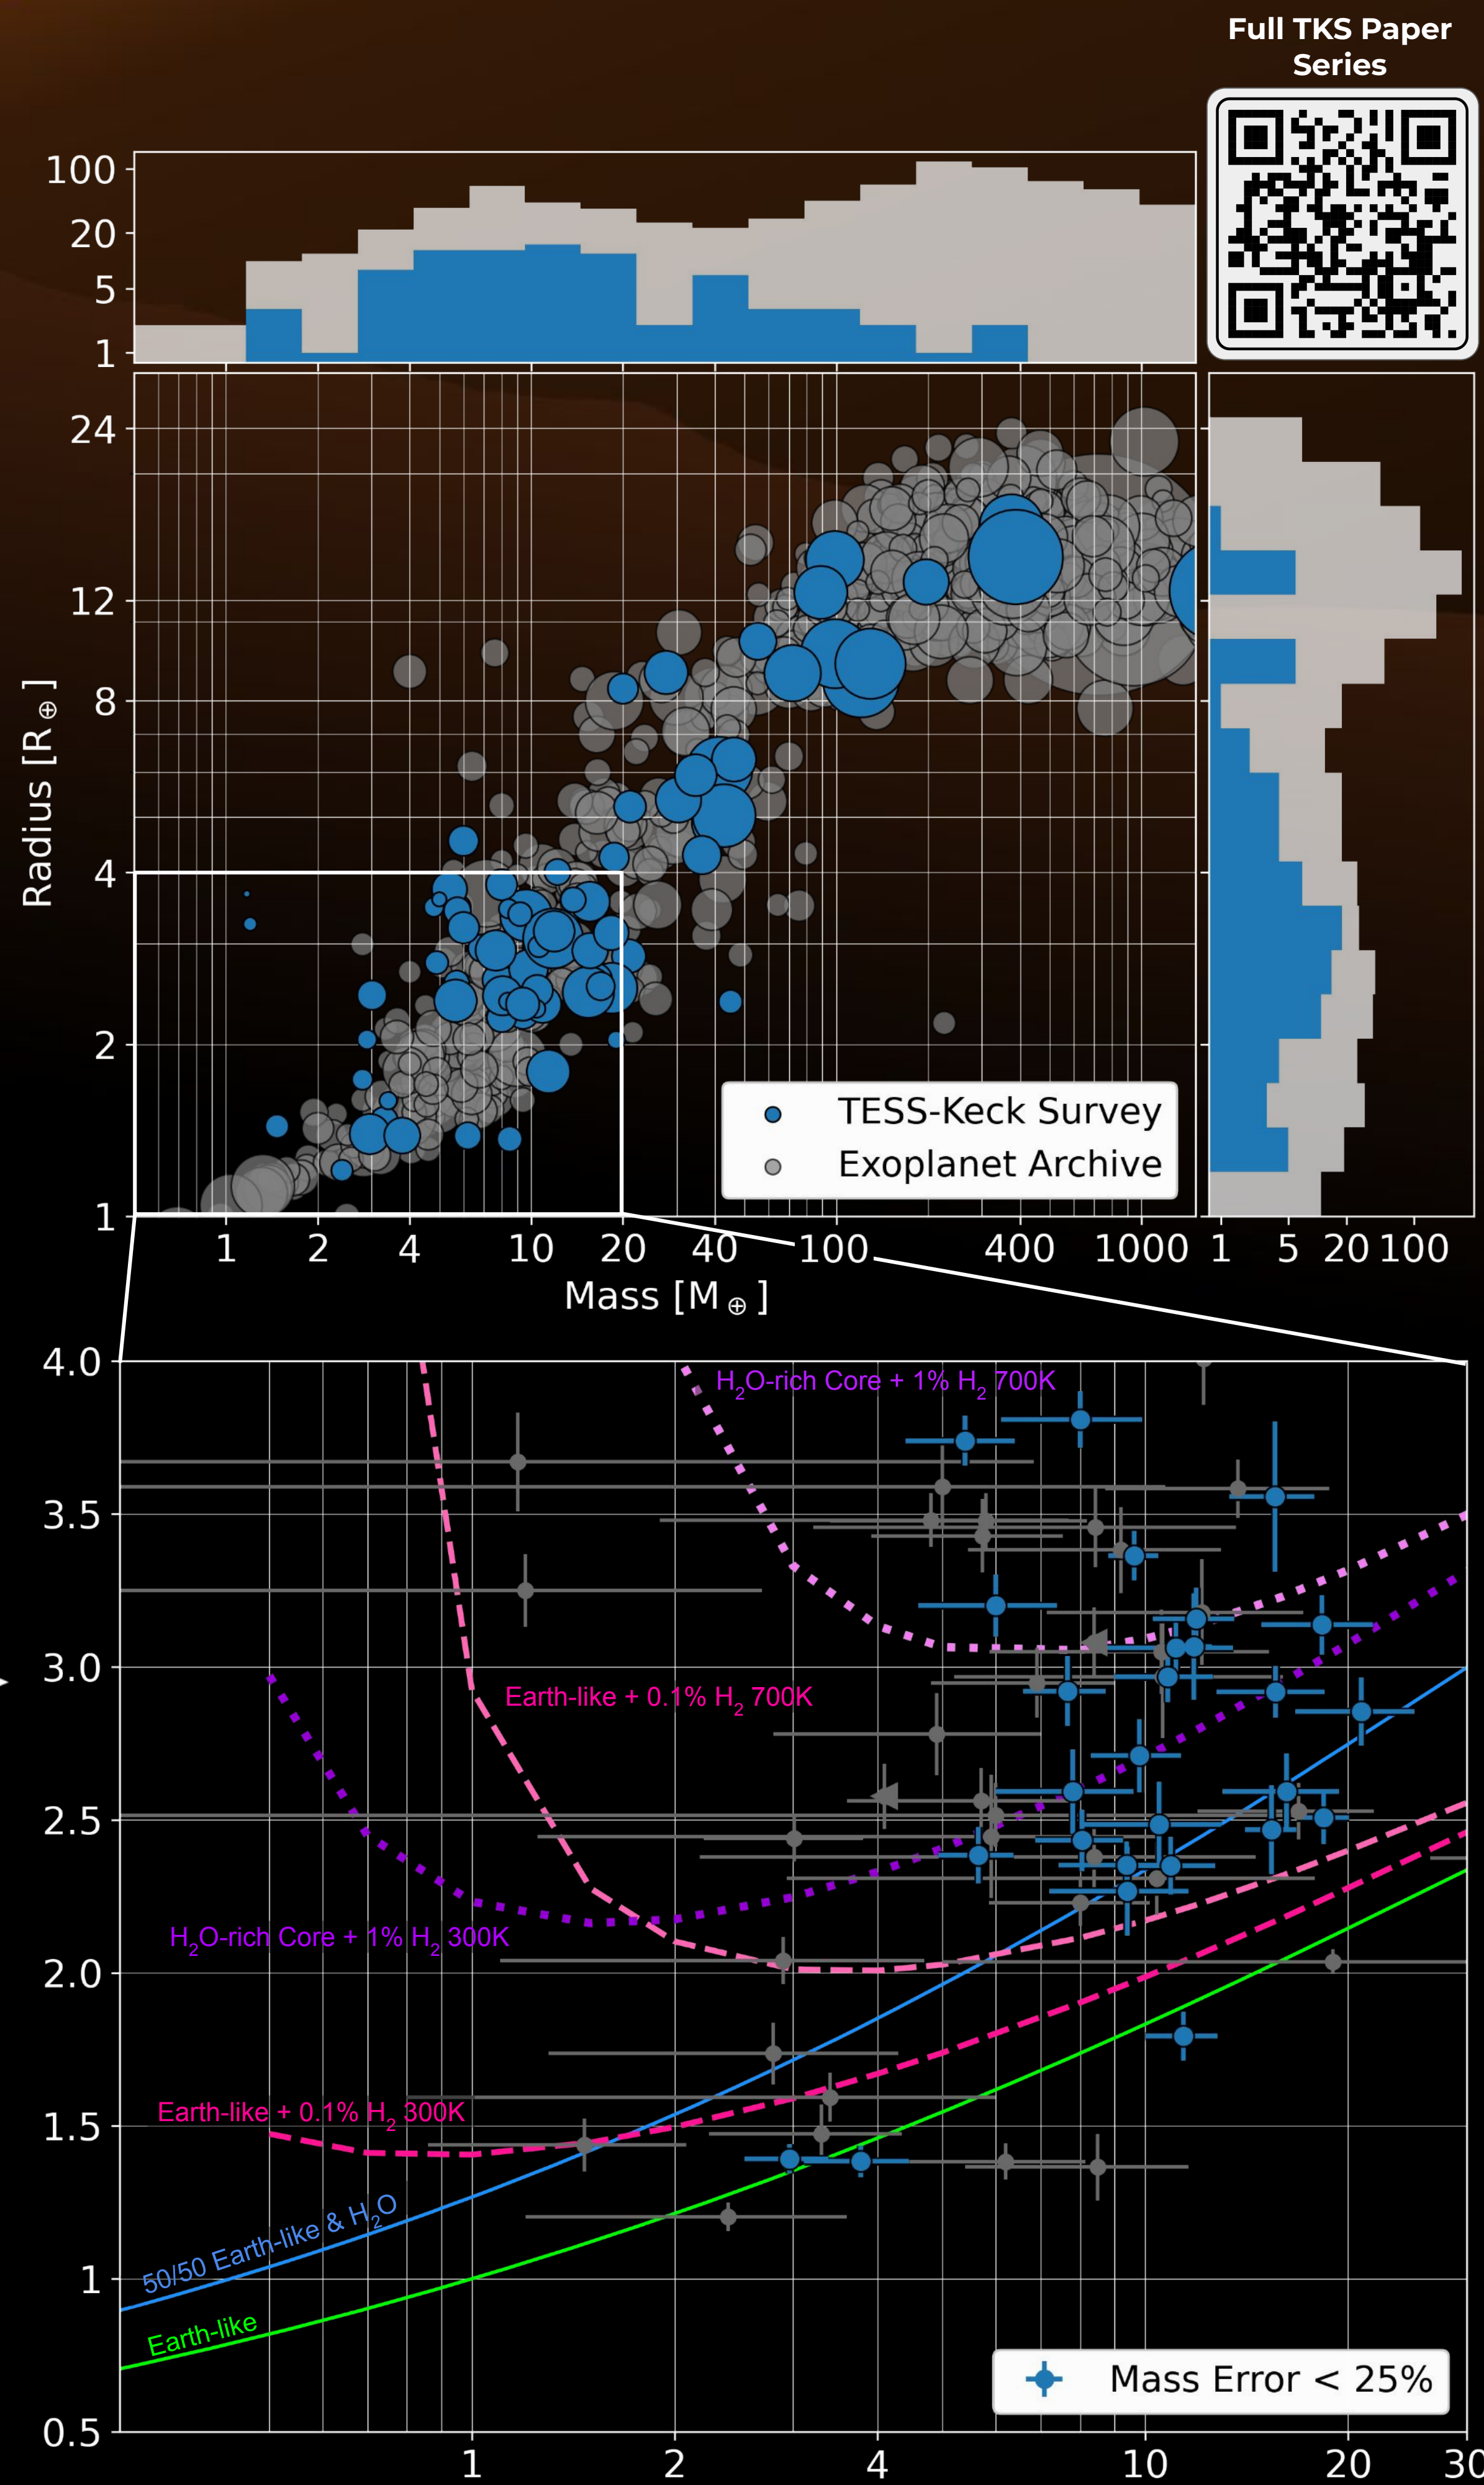 Full TKS Paper
Series
100
20
5
1
24
12
8
4
2
1
Radius [R⊕]
TESS-Keck Survey
Exoplanet Archive
1 2 4 10 20 40 100 400 1000
1 5 20 100
Mass [M⊕]
4.0
3.5
3.0
2.5
2.0
1.5
1
0.5
H₂O-rich Core + 1% H₂ 700K
Earth-like + 0.1% H₂ 700K
H₂O-rich Core + 1% H₂ 300K
Earth-like + 0.1% H₂ 300K
50/50 Earth-like & H₂O
Earth-like
Mass Error < 25%
1 2 4 10 20 30